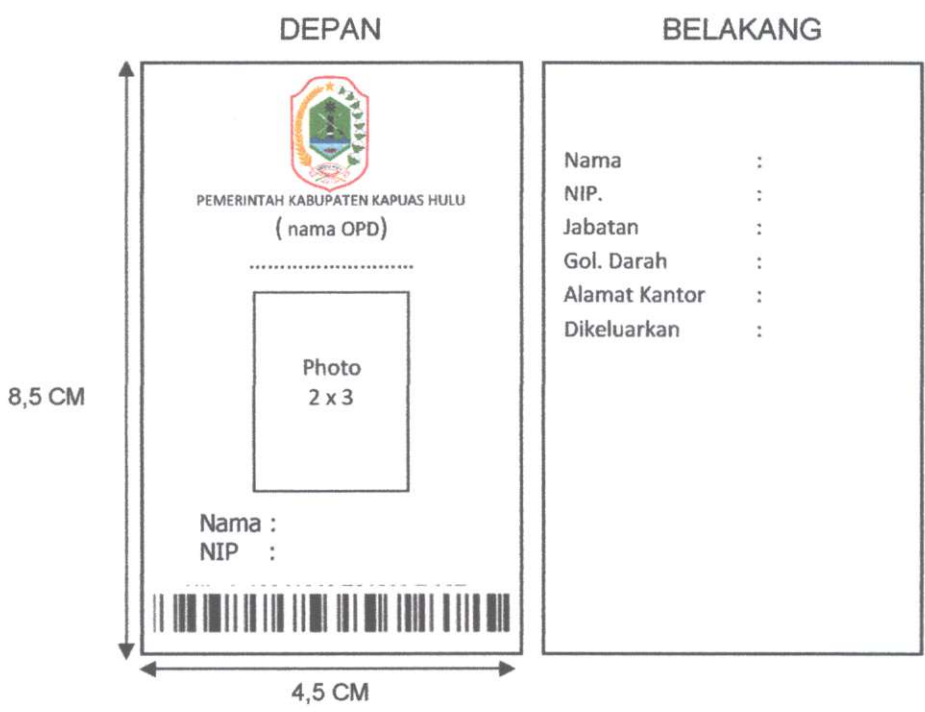 DEPAN
PEMERINTAH KABUPATEN KAPUAS HULU
( nama OPD)
..........................
Photo
2 x 3
Nama :
NIP :
8,5 CM
4,5 CM
BELAKANG
Nama :
NIP. :
Jabatan :
Gol. Darah :
Alamat Kantor :
Dikeluarkan :